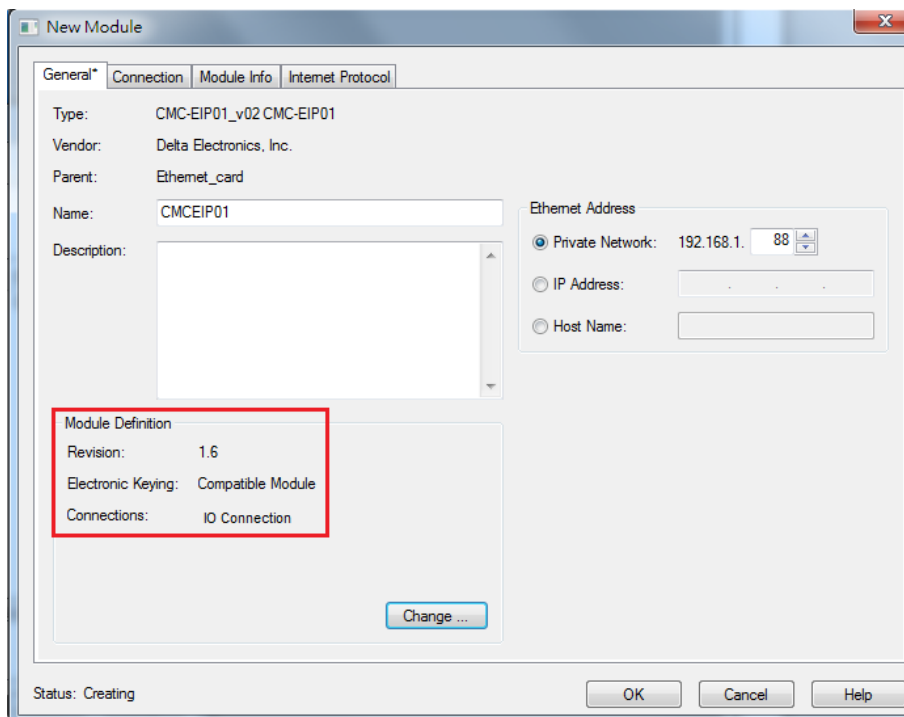 New Module
General* Connection Module Info Internet Protocol
Type: CMC-EIP01_v02 CMC-EIP01
Vendor: Delta Electronics, Inc.
Parent: Ethernet_card
Name: CMCEIP01
Description:
Ethernet Address
Private Network: 192.168.1. 88
IP Address: . . .
Host Name:
Module Definition
Revision: 1.6
Electronic Keying: Compatible Module
Connections: IO Connection
Change ...
Status: Creating
OK Cancel Help